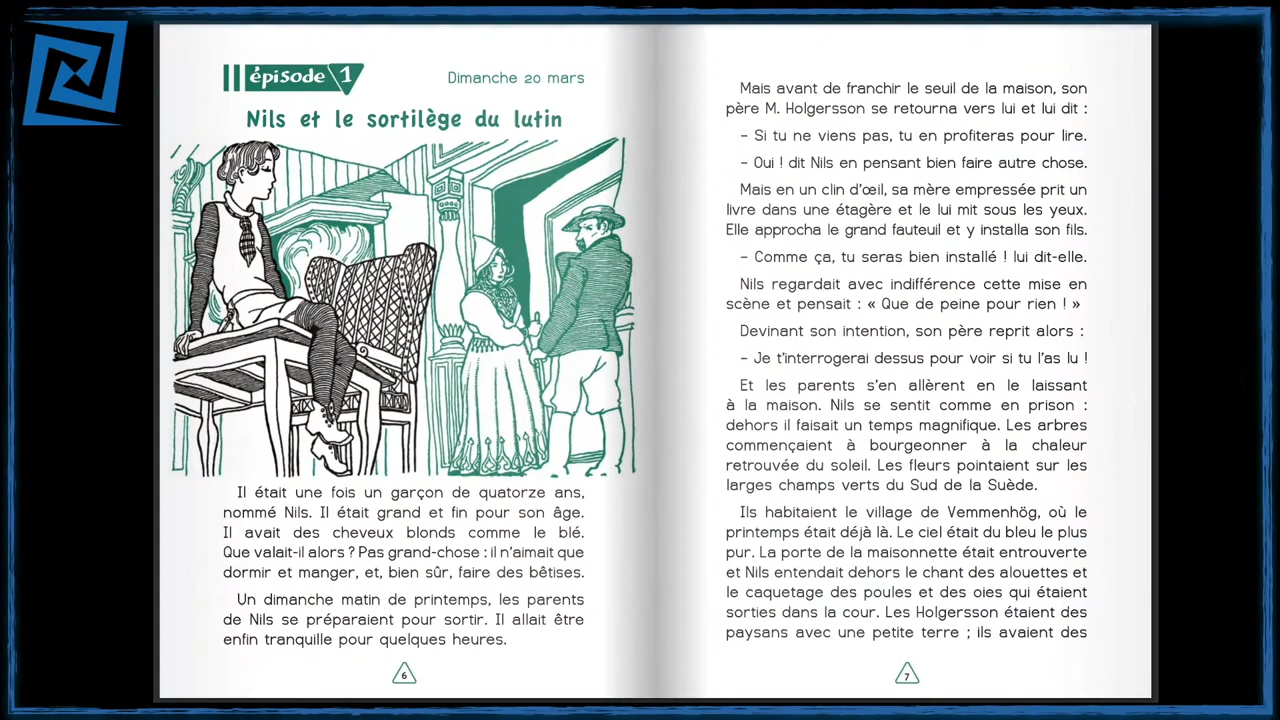 épisode 1
Dimanche 20 mars
Nils et le sortilège du lutin
Il était une fois un garçon de quatorze ans,
nommé Nils. Il était grand et fin pour son âge.
Il avait des cheveux blonds comme le blé.
Que valait-il alors ? Pas grand-chose : il n'aimait que
dormir et manger, et, bien sûr, faire des bêtises.
Un dimanche matin de printemps, les parents
de Nils se préparaient pour sortir. Il allait être
enfin tranquille pour quelques heures.
6
Mais avant de franchir le seuil de la maison, son
père M. Holgersson se retourna vers lui et lui dit :
– Si tu ne viens pas, tu en profiteras pour lire.
– Oui ! dit Nils en pensant bien faire autre chose.
Mais en un clin d'œil, sa mère empressée prit un
livre dans une étagère et le lui mit sous les yeux.
Elle approcha le grand fauteuil et y installa son fils.
– Comme ça, tu seras bien installé ! lui dit-elle.
Nils regardait avec indifférence cette mise en
scène et pensait : « Que de peine pour rien ! »
Devinant son intention, son père reprit alors :
– Je t'interrogerai dessus pour voir si tu l'as lu !
Et les parents s'en allèrent en le laissant
à la maison. Nils se sentit comme en prison :
dehors il faisait un temps magnifique. Les arbres
commençaient à bourgeonner à la chaleur
retrouvée du soleil. Les fleurs pointaient sur les
larges champs verts du Sud de la Suède.
Ils habitaient le village de Vemmenhög, où le
printemps était déjà là. Le ciel était du bleu le plus
pur. La porte de la maisonnette était entrouverte
et Nils entendait dehors le chant des alouettes et
le caquetage des poules et des oies qui étaient
sorties dans la cour. Les Holgersson étaient des
paysans avec une petite terre ; ils avaient des
7